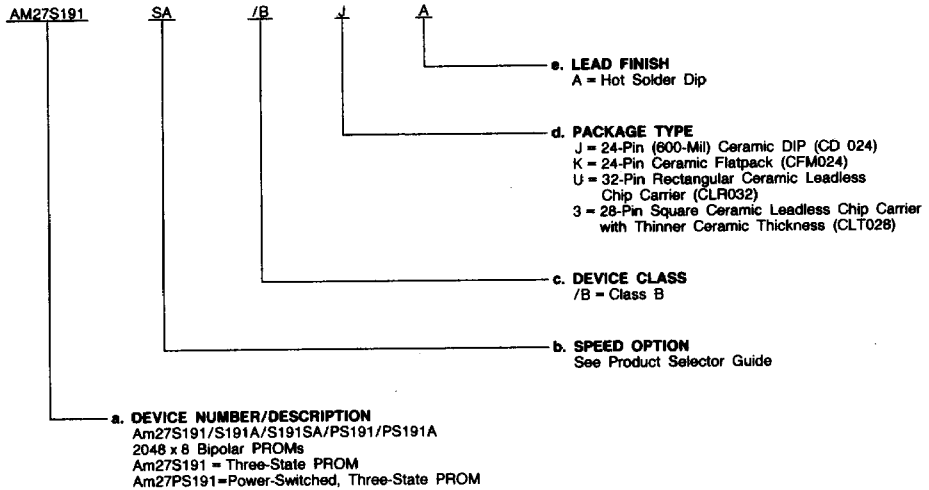 AM27S191 SA /B J A
e. LEAD FINISH
A = Hot Solder Dip
d. PACKAGE TYPE
J = 24-Pin (600-Mil) Ceramic DIP (CD 024)
K = 24-Pin Ceramic Flatpack (CFM024)
U = 32-Pin Rectangular Ceramic Leadless
Chip Carrier (CLR032)
3 = 28-Pin Square Ceramic Leadless Chip Carrier
with Thinner Ceramic Thickness (CLT028)
c. DEVICE CLASS
/B = Class B
b. SPEED OPTION
See Product Selector Guide
a. DEVICE NUMBER/DESCRIPTION
Am27S191/S191A/S191SA/PS191/PS191A
2048 x 8 Bipolar PROMs
Am27S191 = Three-State PROM
Am27PS191=Power-Switched, Three-State PROM